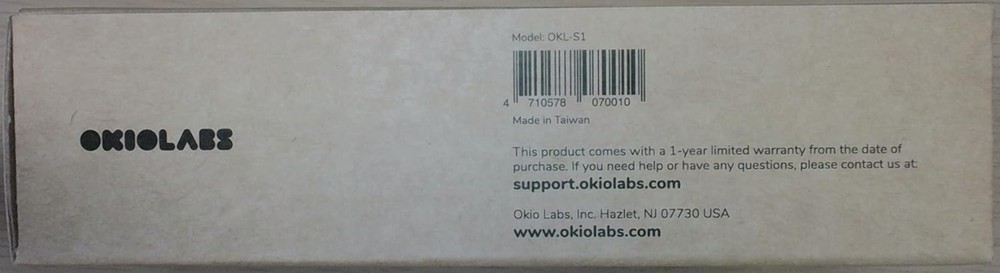 OKIOLABS
Model: OKL-S1
4 710578 070010
Made in Taiwan
This product comes with a 1-year limited warranty from the date of
purchase. If you need help or have any questions, please contact us at:
support.okiolabs.com
Okio Labs, Inc. Hazlet, NJ 07730 USA
www.okiolabs.com